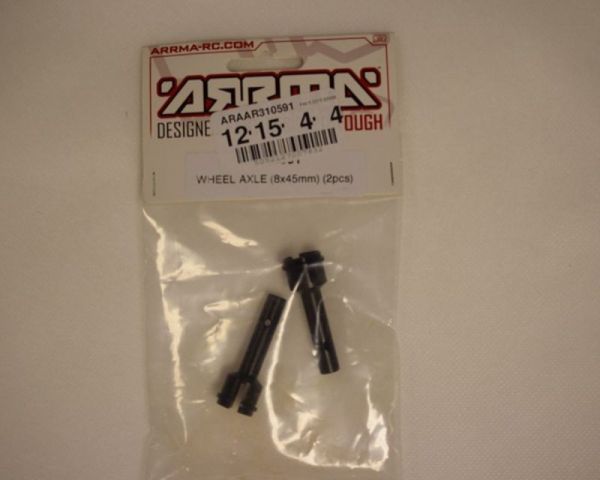 ARRMA-RC.COM
ARRMA
DESIGNE OUGH
ARAAR310591
12·15· 4· 4
WHEEL AXLE (8x45mm) (2pcs)